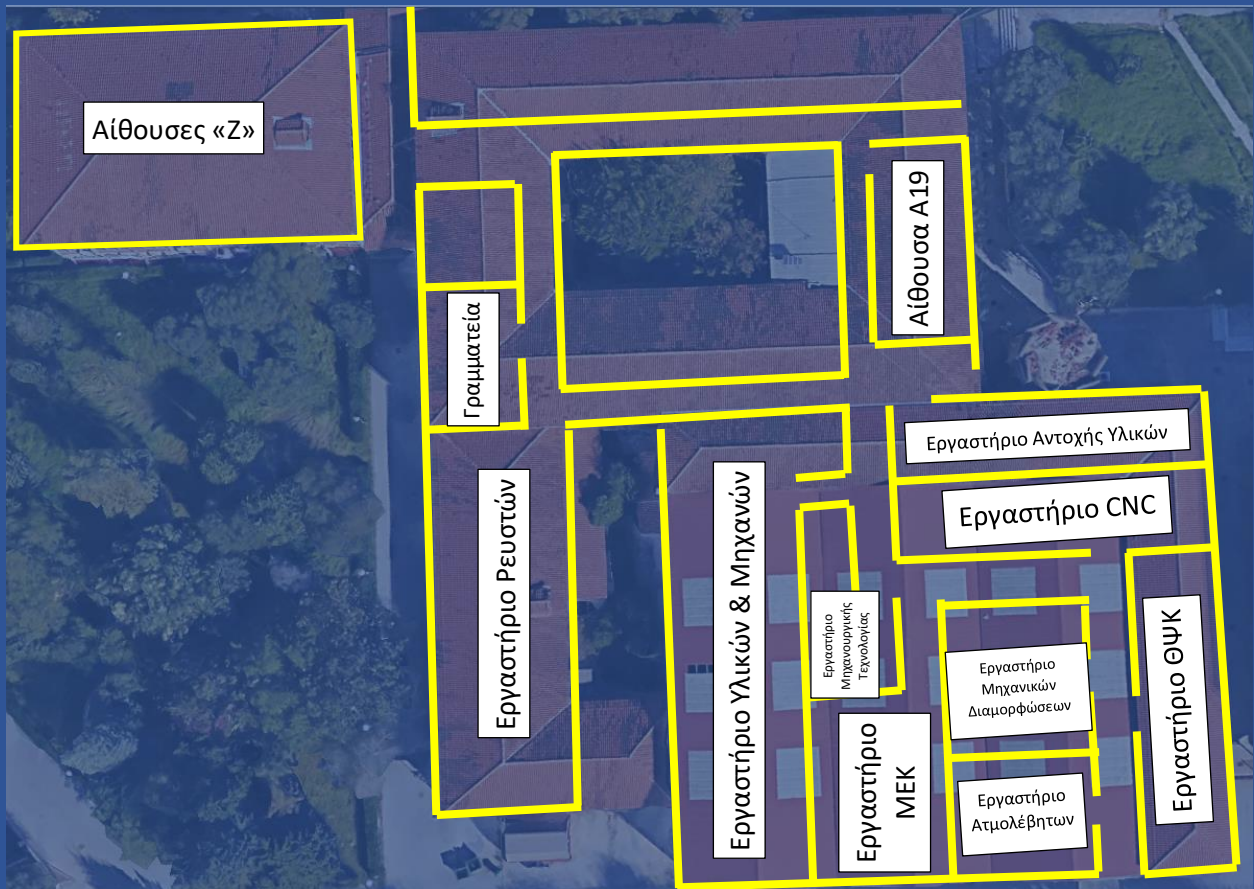 Αίθουσες «Ζ»
Αίθουσα Α19
Γραμματεία
Εργαστήριο Αντοχής Υλικών
Εργαστήριο CNC
Εργαστήριο Ρευστών
Εργαστήριο Υλικών & Μηχανών
Εργαστήριο
Μηχανουργικής
Τεχνολογίας
Εργαστήριο
Μηχανικών
Διαμορφώσεων
Εργαστήριο ΘΨΚ
Εργαστήριο
ΜΕΚ
Εργαστήριο
Ατμολέβητων